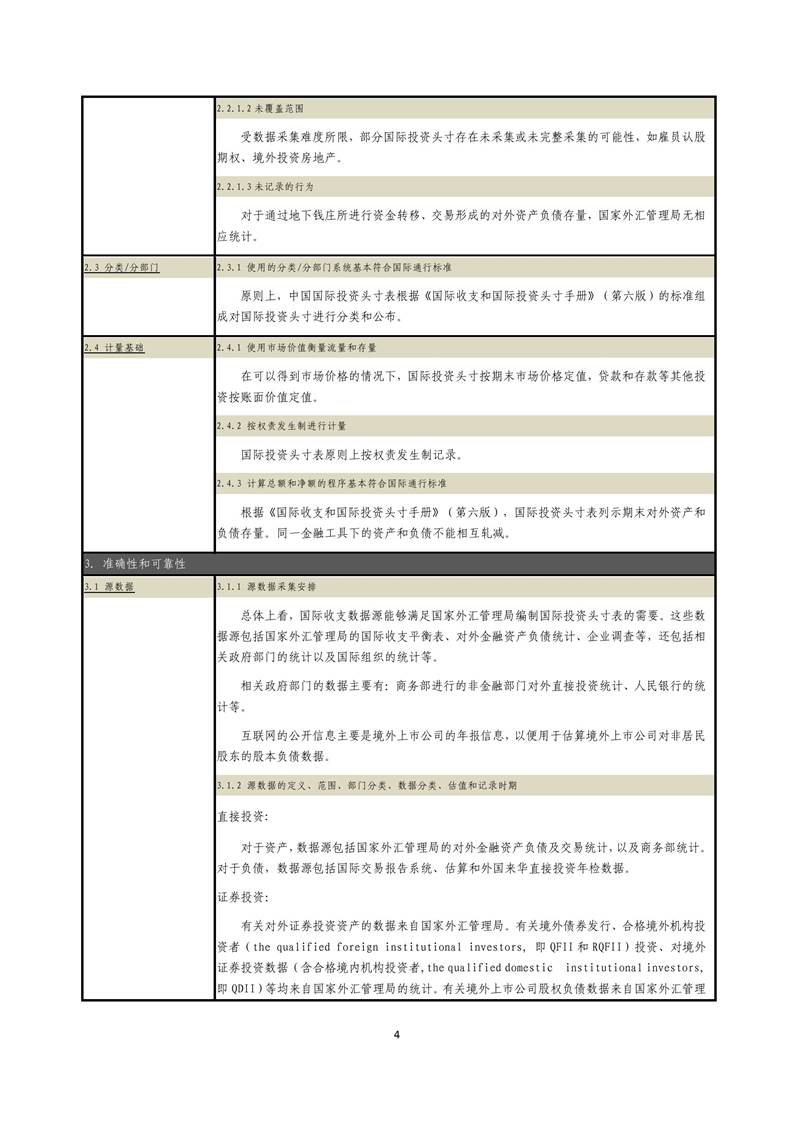 2.2.1.2未覆盖范围
受数据采集难度所限，部分国际投资头寸存在未采集或未完整采集的可能性，如雇员认股
期权、境外投资房地产。
2.2.1.3未记录的行为
对于通过地下钱庄所进行资金转移、交易形成的对外资产负债存量，国家外汇管理局无相
应统计。
2.3 分类/分部门
2.3.1 使用的分类/分部门系统基本符合国际通行标准
原则上，中国国际投资头寸表根据《国际收支和国际投资头寸手册》（第六版）的标准组
成对国际投资头寸进行分类和公布。
2.4 计量基础
2.4.1 使用市场价值衡量流量和存量
在可以得到市场价格的情况下，国际投资头寸按期末市场价格定值，贷款和存款等其他投
资按账面价值定值。
2.4.2 按权责发生制进行计量
国际投资头寸表原则上按权责发生制记录。
2.4.3 计算总额和净额的程序基本符合国际通行标准
根据《国际收支和国际投资头寸手册》（第六版），国际投资头寸表列示期末对外资产和
负债存量。同一金融工具下的资产和负债不能相互轧减。
3. 准确性和可靠性
3.1 源数据
3.1.1 源数据采集安排
总体上看，国际收支数据源能够满足国家外汇管理局编制国际投资头寸表的需要。这些数
据源包括国家外汇管理局的国际收支平衡表、对外金融资产负债统计、企业调查等，还包括相
关政府部门的统计以及国际组织的统计等。
相关政府部门的数据主要有：商务部进行的非金融部门对外直接投资统计、人民银行的统
计等。
互联网的公开信息主要是境外上市公司的年报信息，以便用于估算境外上市公司对非居民
股东的股本负债数据。
3.1.2 源数据的定义、范围、部门分类、数据分类、估值和记录时期
直接投资：
对于资产，数据源包括国家外汇管理局的对外金融资产负债及交易统计，以及商务部统计。
对于负债，数据源包括国际交易报告系统、估算和外国来华直接投资年检数据。
证券投资：
有关对外证券投资资产的数据来自国家外汇管理局。有关境外债券发行、合格境外机构投
资者（the qualified foreign institutional investors, 即 QFII 和 RQFII）投资、对境外
证券投资数据（含合格境内机构投资者,the qualified domestic institutional investors,
即 QDII）等均来自国家外汇管理局的统计。有关境外上市公司股权负债数据来自国家外汇管理
4